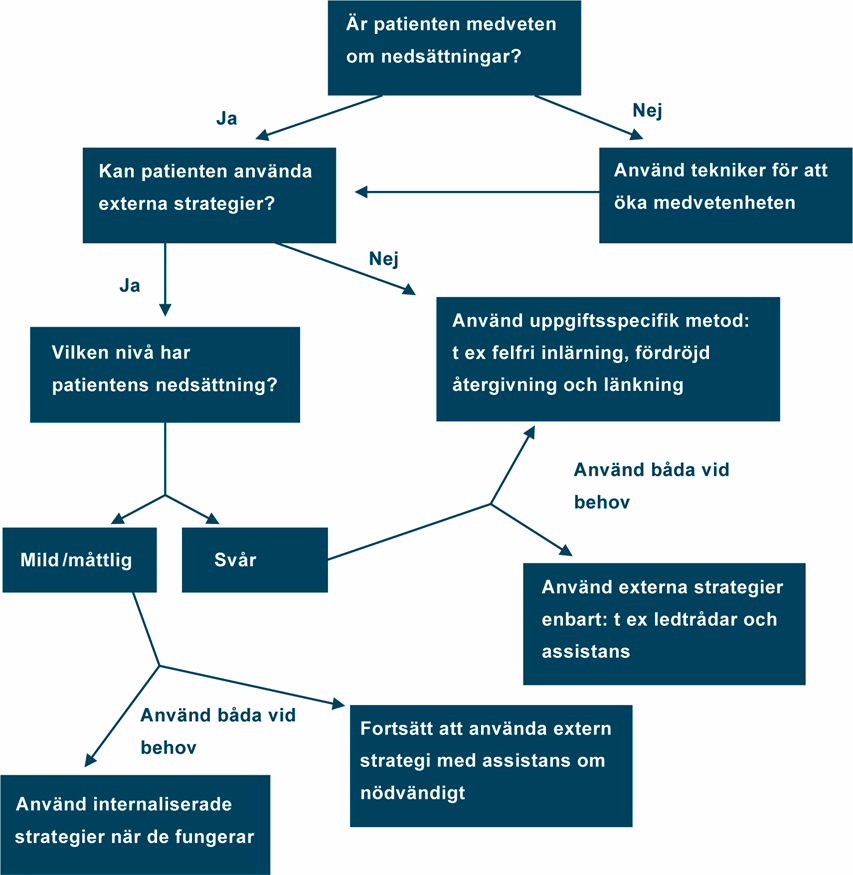 Är patienten medveten
om nedsättningar?
Ja
Nej
Kan patienten använda
externa strategier?
Använd tekniker för att
öka medvetenheten
Ja
Nej
Vilken nivå har
patientens nedsättning?
Använd uppgiftsspecifik metod:
t ex felfri inlärning, fördröjd
återgivning och länkning
Använd båda vid
behov
Mild/måttlig
Svår
Använd externa strategier
enbart: t ex ledtrådar och
assistans
Använd båda vid
behov
Fortsätt att använda extern
strategi med assistans om
nödvändigt
Använd internaliserade
strategier när de fungerar